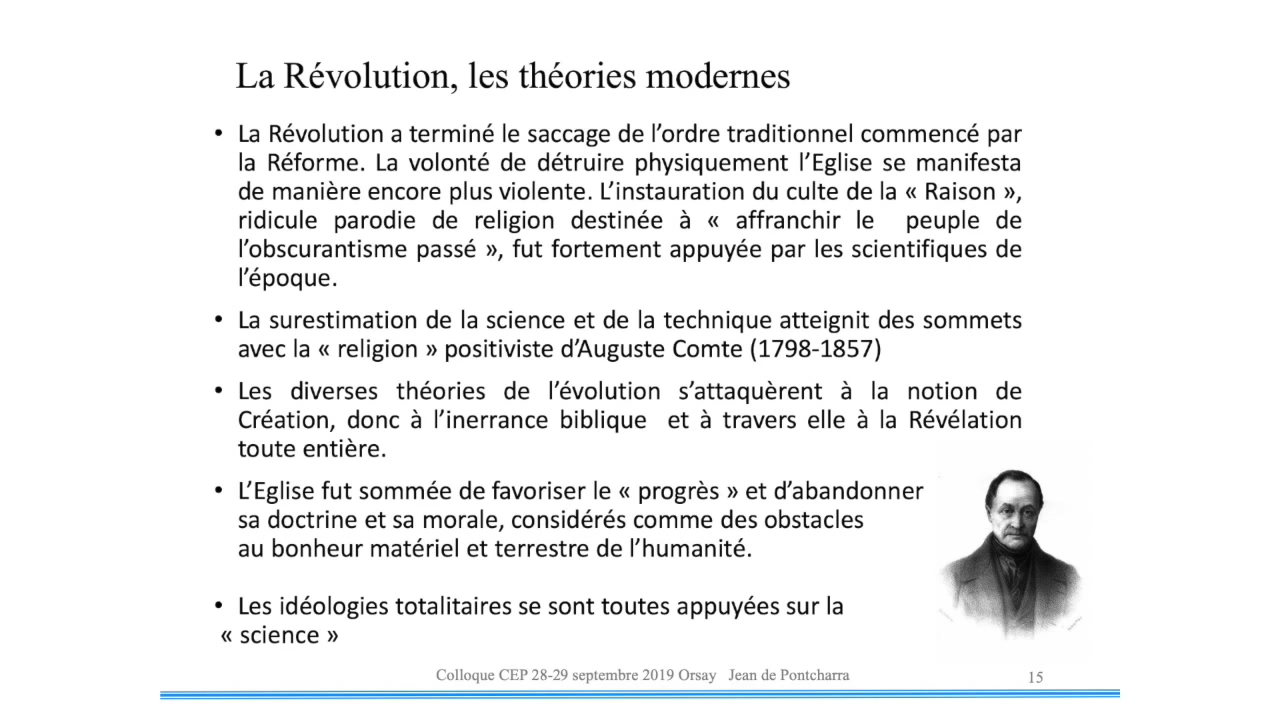 La Révolution, les théories modernes
• La Révolution a terminé le saccage de l’ordre traditionnel commencé par
la Réforme. La volonté de détruire physiquement l’Eglise se manifesta
de manière encore plus violente. L’instauration du culte de la « Raison »,
ridicule parodie de religion destinée à « affranchir le peuple de
l’obscurantisme passé », fut fortement appuyée par les scientifiques de
l’époque.
• La surestimation de la science et de la technique atteignit des sommets
avec la « religion » positiviste d’Auguste Comte (1798-1857)
• Les diverses théories de l’évolution s’attaquèrent à la notion de
Création, donc à l’inerrance biblique et à travers elle à la Révélation
toute entière.
• L’Eglise fut sommée de favoriser le « progrès » et d’abandonner
sa doctrine et sa morale, considérés comme des obstacles
au bonheur matériel et terrestre de l’humanité.
• Les idéologies totalitaires se sont toutes appuyées sur la
« science »
Colloque CEP 28-29 septembre 2019 Orsay Jean de Pontcharra
15